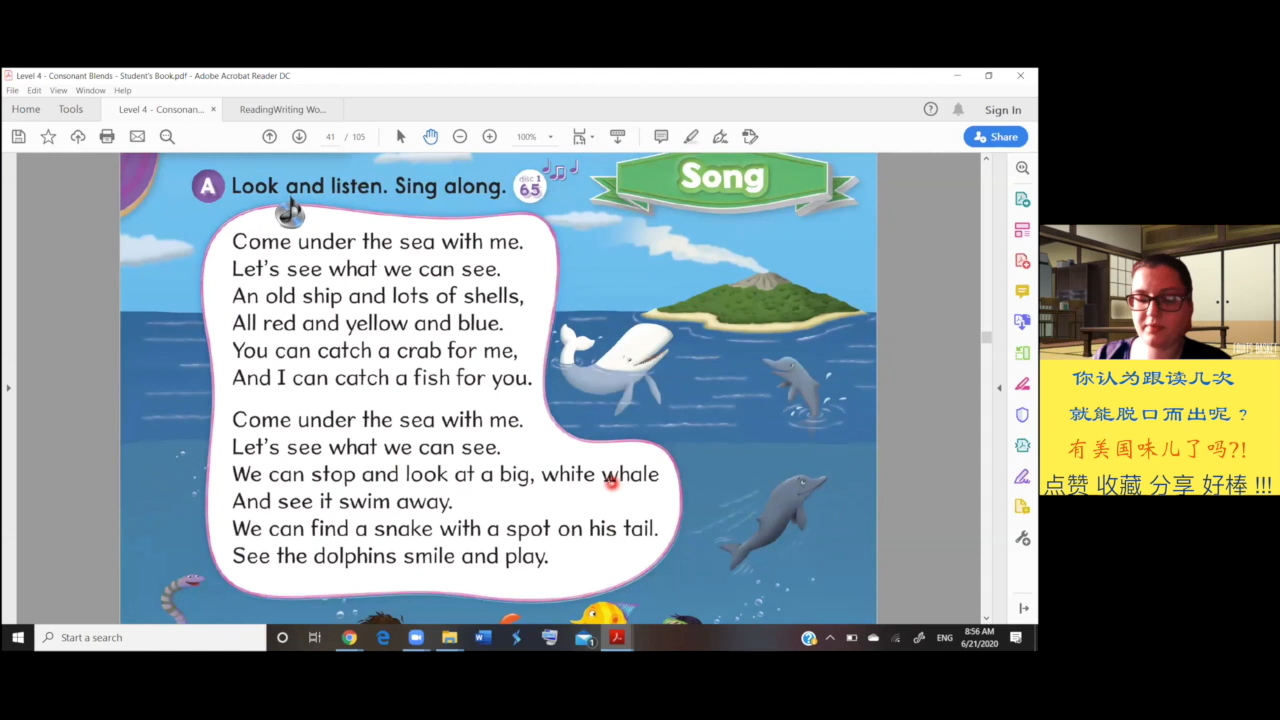 Level 4 - Consonant Blends - Student's Book.pdf - Adobe Acrobat Reader DC
File Edit View Window Help
Home Tools Level 4 - Consonan... × ReadingWriting Wo... Sign In
41 / 105 100% Share
A Look and listen. Sing along. disc 1 65
Song
Come under the sea with me.
Let's see what we can see.
An old ship and lots of shells,
All red and yellow and blue.
You can catch a crab for me,
And I can catch a fish for you.
Come under the sea with me.
Let's see what we can see.
We can stop and look at a big, white whale
And see it swim away.
We can find a snake with a spot on his tail.
See the dolphins smile and play.
LOUIS BASKET
你认为跟读几次
就能脱口而出呢?
有美国味儿了吗?!
点赞 收藏 分享 好棒 !!!
Start a search
ENG
8:56 AM
6/21/2020